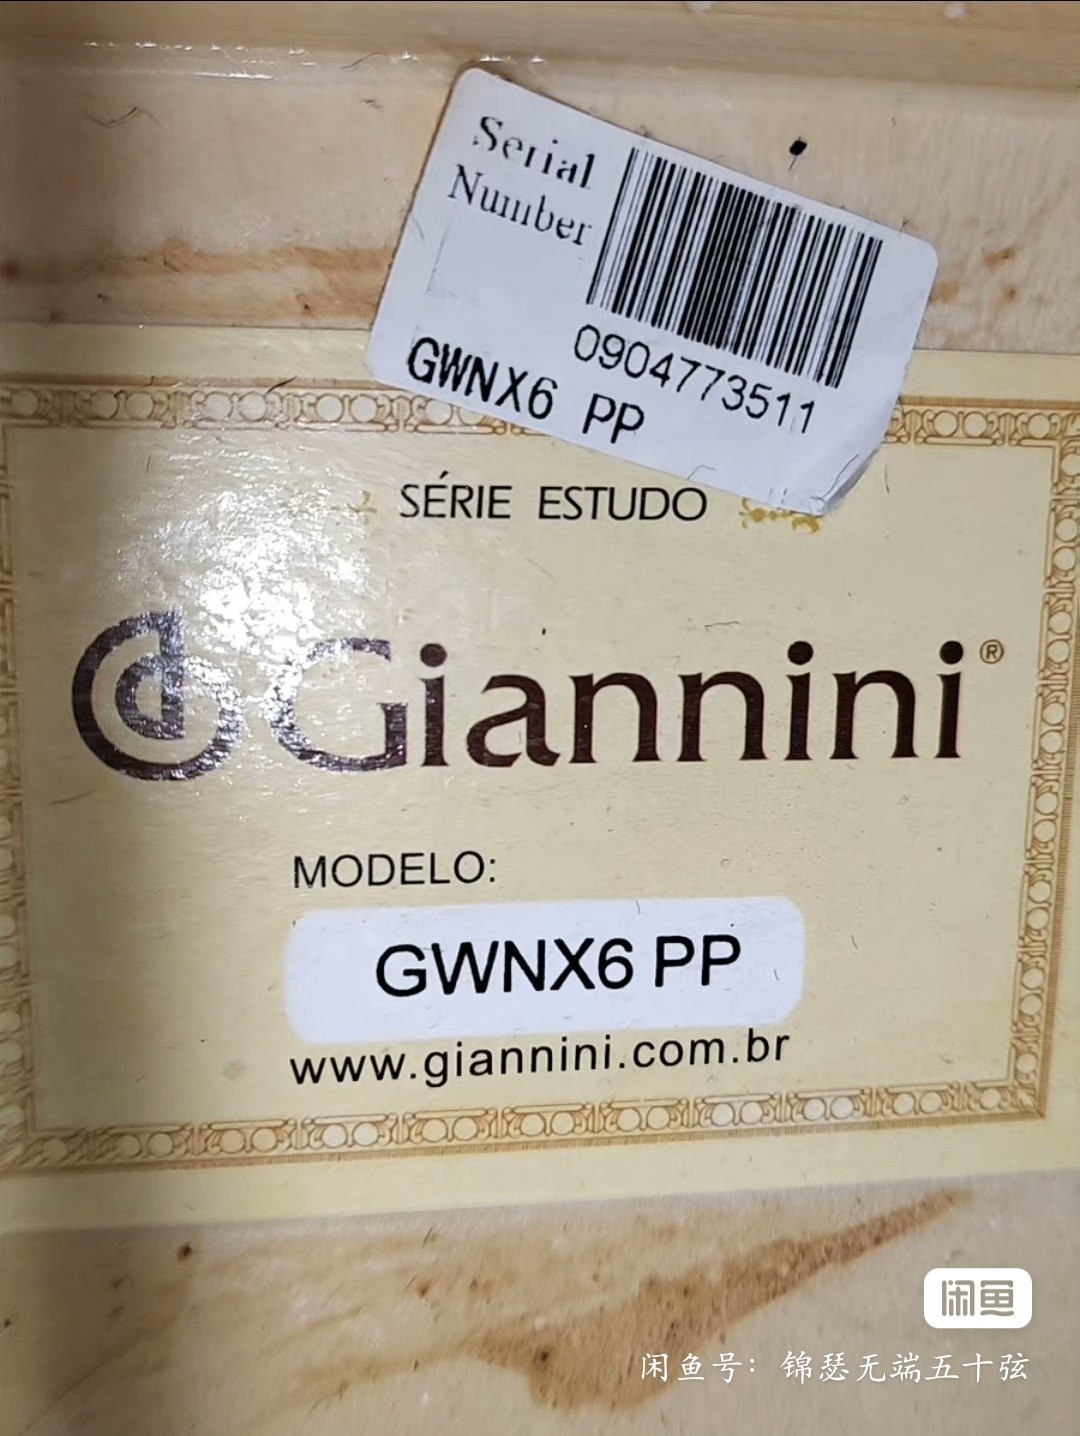 Serial
Number
0904773511
GWNX6 PP
SÉRIE ESTUDO
Giannini®
MODELO:
GWNX6 PP
www.giannini.com.br
闲鱼
闲鱼号：锦瑟无端五十弦